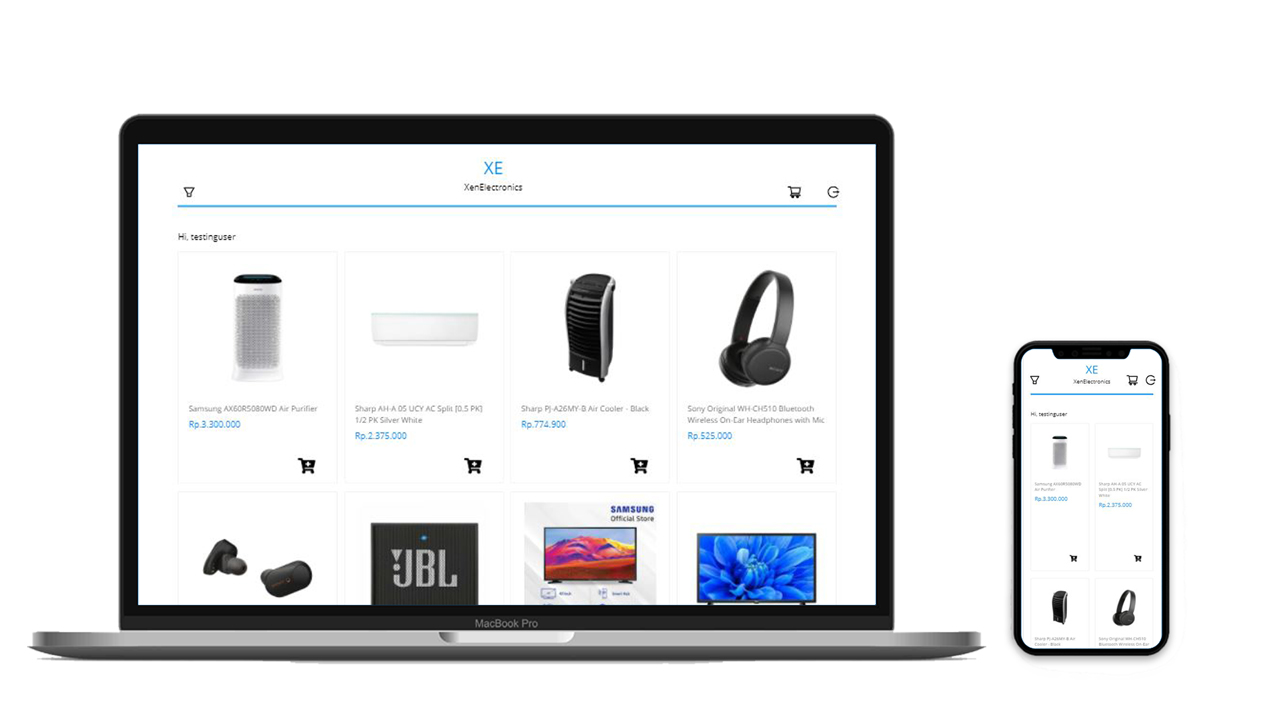 XE
XenElectronics
Hi, testinguser
Samsung AX60R5080WD Air Purifier
Rp.3.300.000
Sharp AH-A 05 UCY AC Split [0,5 PK]
1/2 PK Silver White
Rp.2.375.000
Sharp PJ-A26MY-B Air Cooler - Black
Rp.774.900
Sony Original WH-CH510 Bluetooth
Wireless On-Ear Headphones with Mic
Rp.525.000
JBL
SAMSUNG
Official Store
MacBook Pro
XE
XenElectronics
Hi, testinguser
Samsung AX60R5080WD
Air Purifier
Rp.3.300.000
Sharp AH-A 05 UCY AC
Split [0,5 PK] 1/2 PK Silver
White
Rp.2.375.000
Sharp PJ-A26MY-B Air
Cooler - Black
Sony Original WH-CH510
Bluetooth Wireless On-Ear